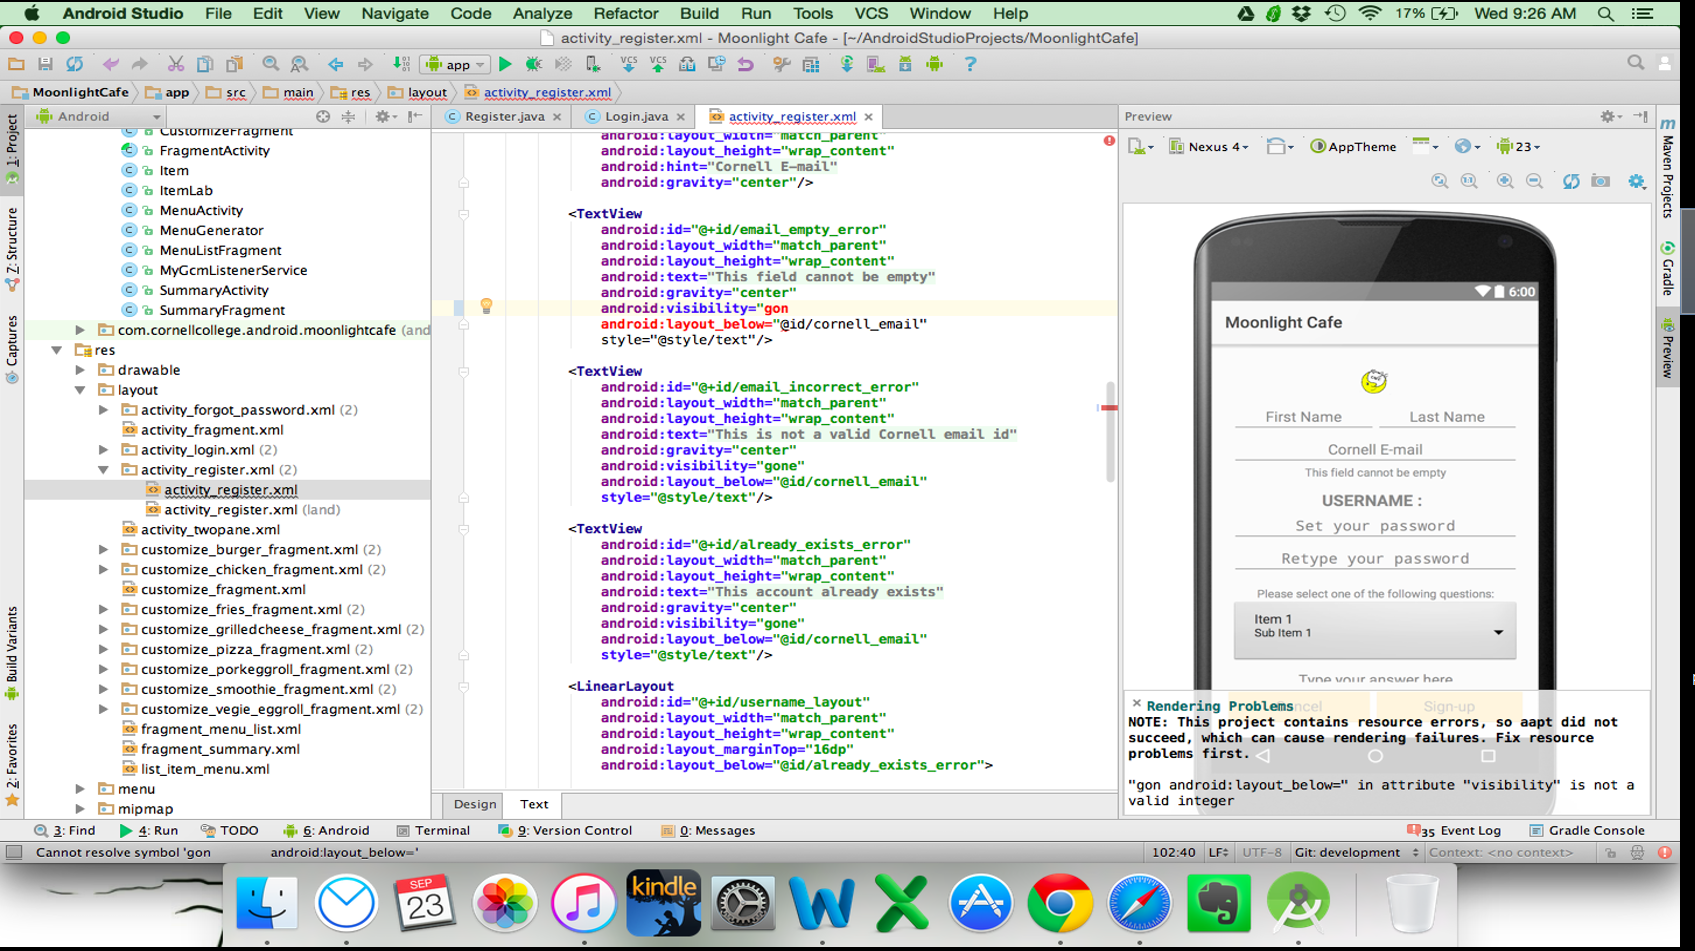 Android Studio File Edit View Navigate Code Analyze Refactor Build Run Tools VCS Window Help 17% Wed 9:26 AM
activity_register.xml - Moonlight Cafe - [~/AndroidStudioProjects/MoonlightCafe]
app VCS VCS ?
MoonlightCafe app src main res layout activity_register.xml
Android
Register.java Login.java activity_register.xml
Preview
1: Project
7: Structure
Captures
Build Variants
2: Favorites
CustomizeFragment
FragmentActivity
Item
ItemLab
MenuActivity
MenuGenerator
MenuListFragment
MyGcmListenerService
SummaryActivity
SummaryFragment
com.cornellcollege.android.moonlightcafe (and
res
drawable
layout
activity_forgot_password.xml (2)
activity_fragment.xml
activity_login.xml (2)
activity_register.xml (2)
activity_register.xml
activity_register.xml (land)
activity_twopane.xml
customize_burger_fragment.xml (2)
customize_chicken_fragment.xml (2)
customize_fragment.xml
customize_fries_fragment.xml (2)
customize_grilledcheese_fragment.xml (2)
customize_pizza_fragment.xml (2)
customize_porkeggroll_fragment.xml (2)
customize_smoothie_fragment.xml (2)
customize_vegie_eggroll_fragment.xml (2)
fragment_menu_list.xml
fragment_summary.xml
list_item_menu.xml
menu
mipmap
android:layout_width="match_parent"
android:layout_height="wrap_content"
android:hint="Cornell E-mail"
android:gravity="center"/>
<TextView
android:id="@+id/email_empty_error"
android:layout_width="match_parent"
android:layout_height="wrap_content"
android:text="This field cannot be empty"
android:gravity="center"
android:visibility="gon
android:layout_below="@id/cornell_email"
style="@style/text"/>
<TextView
android:id="@+id/email_incorrect_error"
android:layout_width="match_parent"
android:layout_height="wrap_content"
android:text="This is not a valid Cornell email id"
android:gravity="center"
android:visibility="gone"
android:layout_below="@id/cornell_email"
style="@style/text"/>
<TextView
android:id="@+id/already_exists_error"
android:layout_width="match_parent"
android:layout_height="wrap_content"
android:text="This account already exists"
android:gravity="center"
android:visibility="gone"
android:layout_below="@id/cornell_email"
style="@style/text"/>
<LinearLayout
android:id="@+id/username_layout"
android:layout_width="match_parent"
android:layout_height="wrap_content"
android:layout_marginTop="16dp"
android:layout_below="@id/already_exists_error">
Design Text
Nexus 4 AppTheme 23
1:1
6:00
Moonlight Cafe
First Name Last Name
Cornell E-mail
This field cannot be empty
USERNAME :
Set your password
Retype your password
Please select one of the following questions:
Item 1
Sub Item 1
Type your answer here
Sign-up
Rendering Problems
NOTE: This project contains resource errors, so aapt did not
succeed, which can cause rendering failures. Fix resource
problems first.
"gon android:layout_below=" in attribute "visibility" is not a
valid integer
m Maven Projects
Gradle
Preview
3: Find 4: Run TODO 6: Android Terminal 9: Version Control 0: Messages 35 Event Log Gradle Console
Cannot resolve symbol 'gon android:layout_below=' 102:40 LF UTF-8 Git: development Context: <no context>
SEP
23
kindle